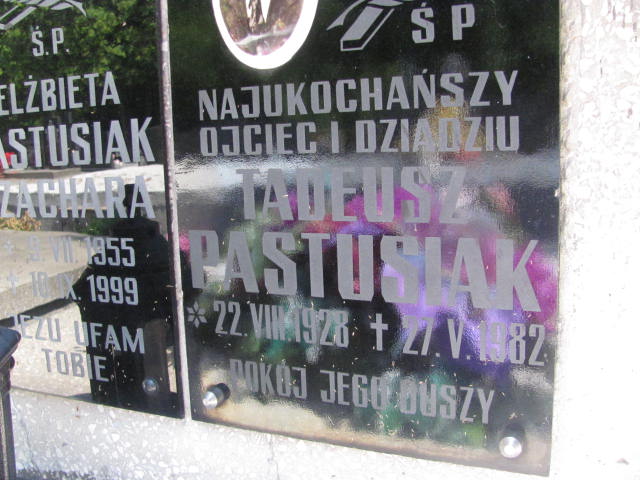 Ś.P.
ELŻBIETA
PASTUSIAK
ZACHARA
* 9. VII. 1955
† 10. IX. 1999
JEZU UFAM
TOBIE
ŚP
NAJUKOCHAŃSZY
OJCIEC I DZIADZIU
TADEUSZ
PASTUSIAK
* 22. VIII. 1928 † 27. V. 1982
POKÓJ JEGO DUSZY